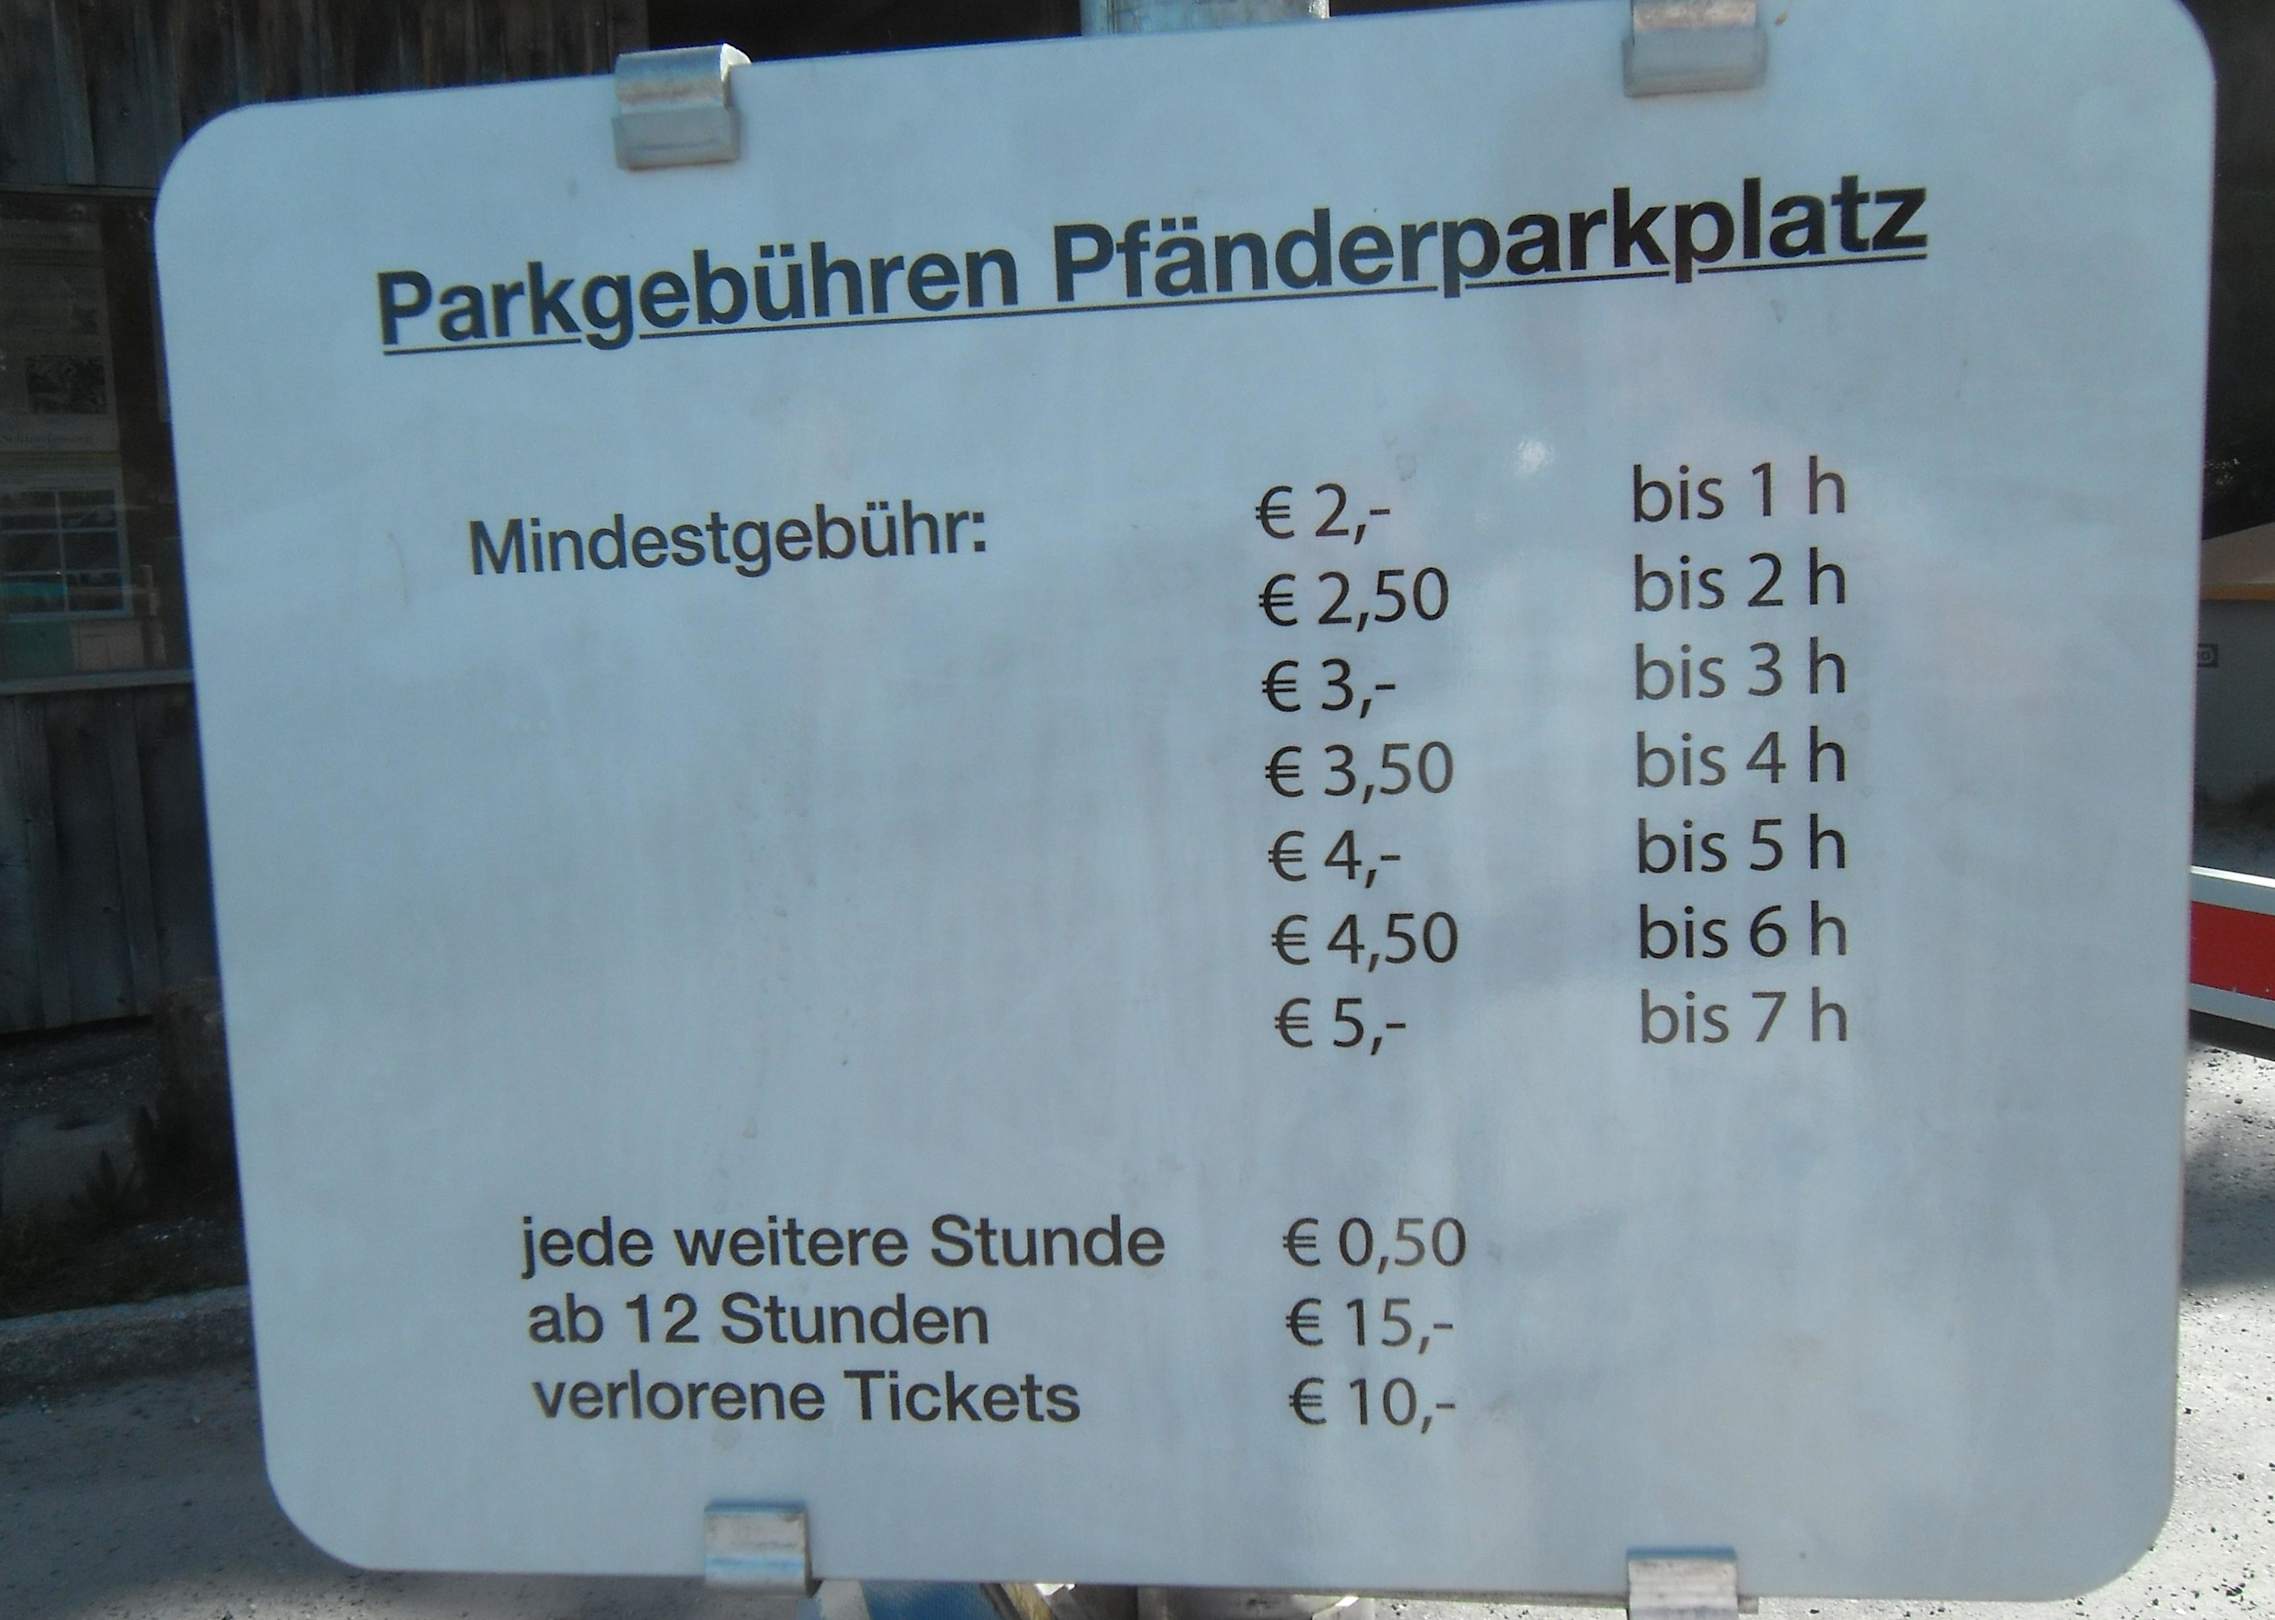 Parkgebühren Pfänderparkplatz
Mindestgebühr: € 2,- bis 1 h
€ 2,50 bis 2 h
€ 3,- bis 3 h
€ 3,50 bis 4 h
€ 4,- bis 5 h
€ 4,50 bis 6 h
€ 5,- bis 7 h
jede weitere Stunde € 0,50
ab 12 Stunden € 15,-
verlorene Tickets € 10,-